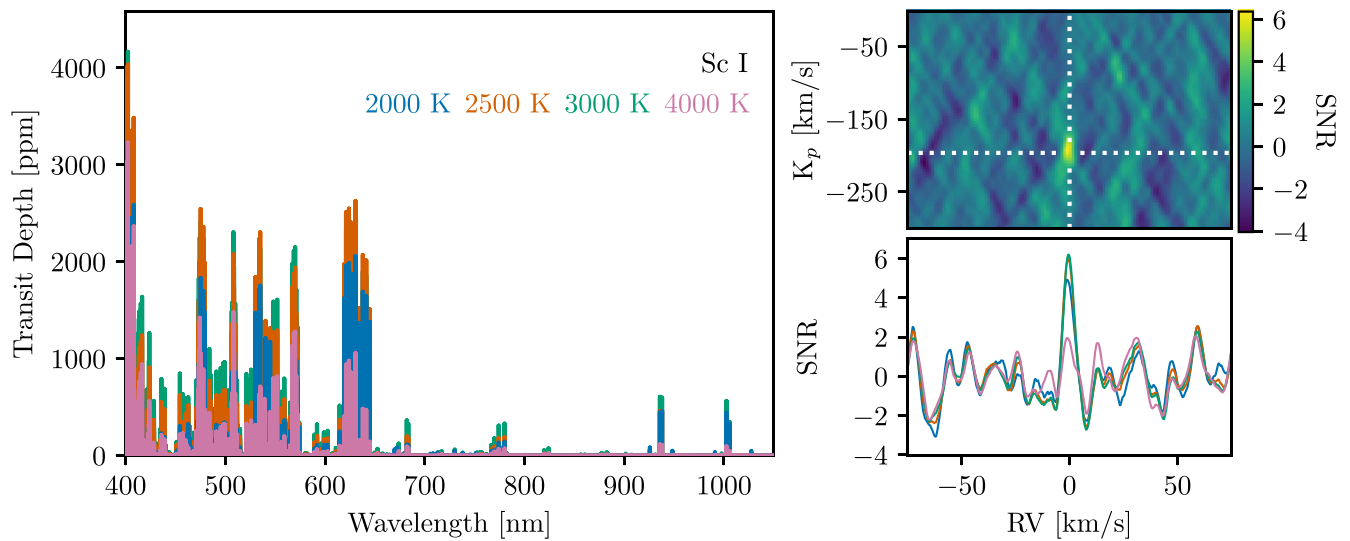 Sc I
2000 K 2500 K 3000 K 4000 K
Transit Depth [ppm]
4000
3000
2000
1000
0
400 500 600 700 800 900 1000
Wavelength [nm]
K_p [km/s]
−50
−150
−250
6
4
2
0
−2
−4
SNR
SNR
6
4
2
0
−2
−4
−50 0 50
RV [km/s]